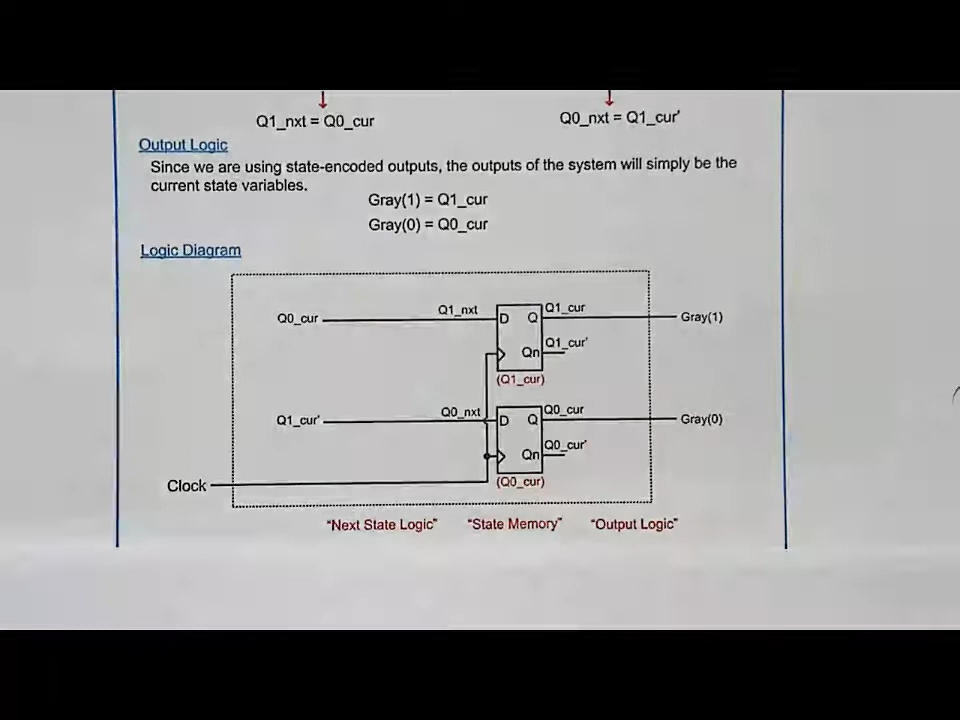 Q1_nxt = Q0_cur
Q0_nxt = Q1_cur'
Output Logic
Since we are using state-encoded outputs, the outputs of the system will simply be the
current state variables.
Gray(1) = Q1_cur
Gray(0) = Q0_cur
Logic Diagram
Q0_cur
Q1_nxt
D
Q
Q1_cur
Gray(1)
Qn
Q1_cur'
(Q1_cur)
Q1_cur'
Q0_nxt
D
Q
Q0_cur
Gray(0)
Qn
Q0_cur'
(Q0_cur)
Clock
"Next State Logic"
"State Memory"
"Output Logic"